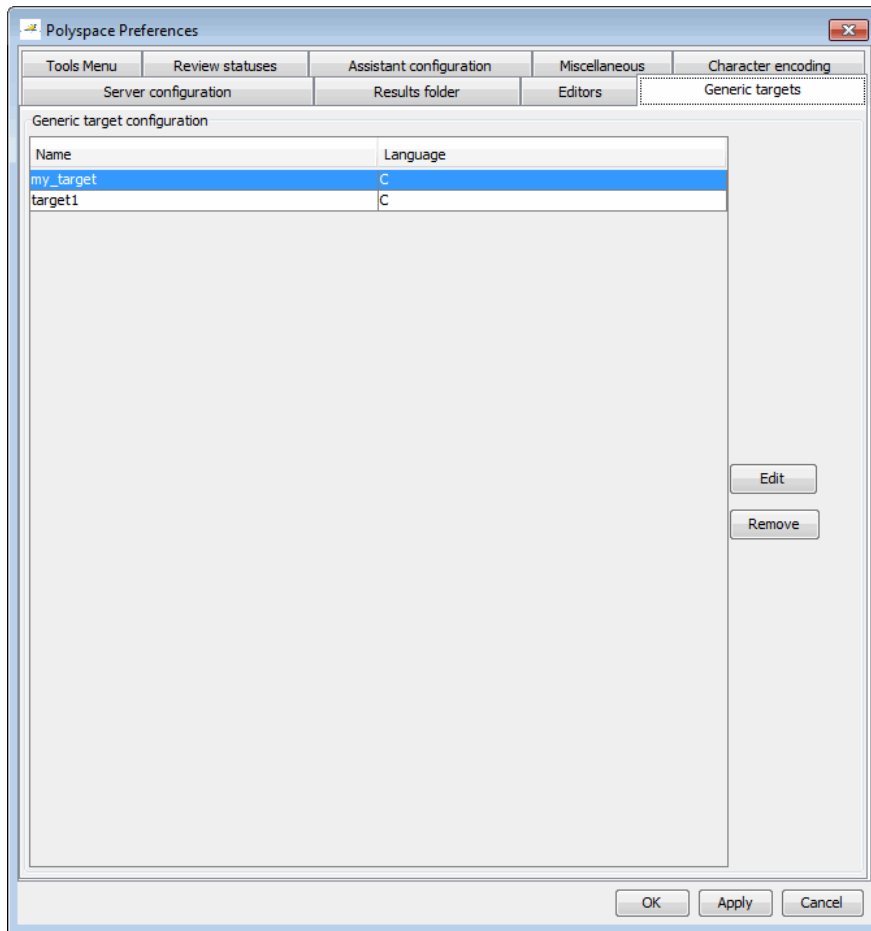 Polyspace Preferences
Tools Menu Review statuses Assistant configuration Miscellaneous Character encoding
Server configuration Results folder Editors Generic targets
Generic target configuration
Name Language
my_target C
target1 C
Edit
Remove
OK Apply Cancel